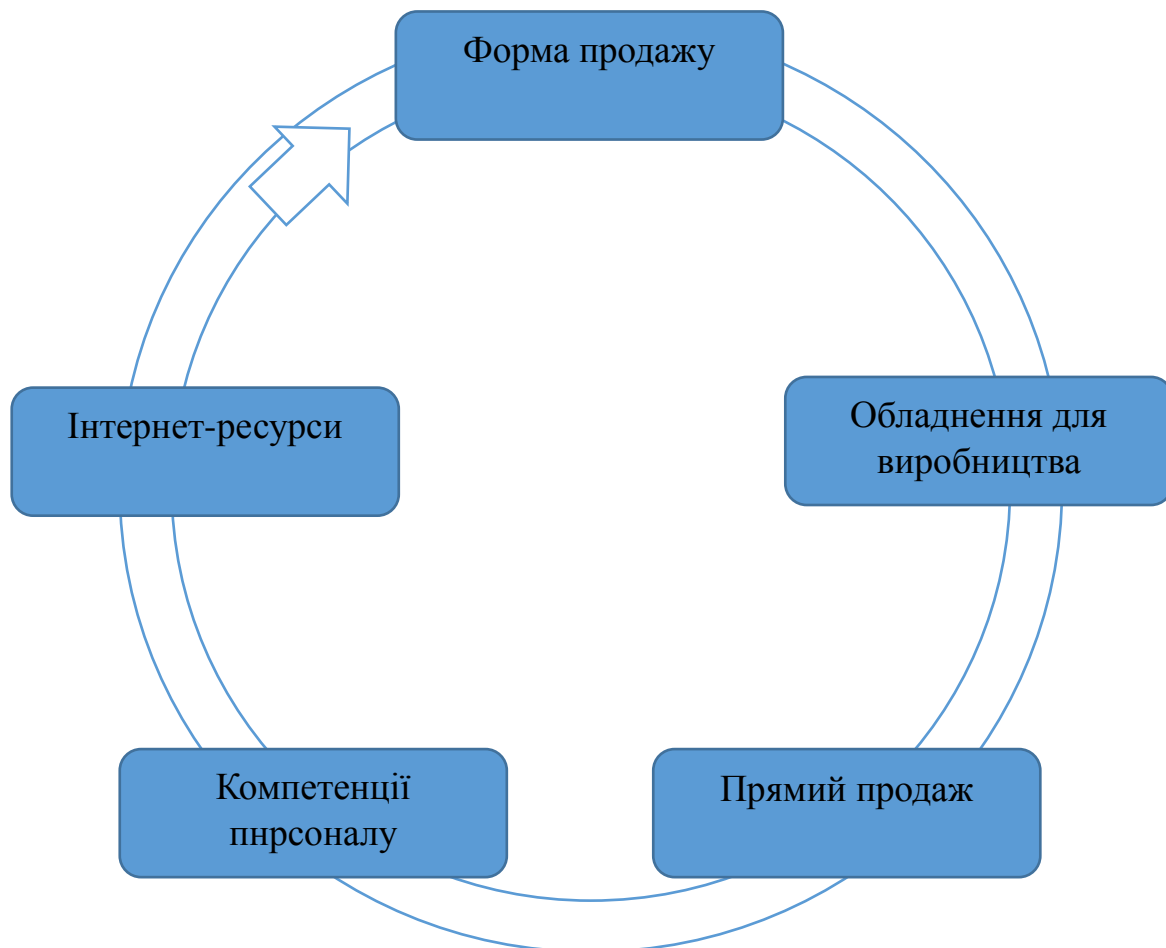 Форма продажу
Обладнення для
виробництва
Прямий продаж
Компетенції
пнрсоналу
Інтернет-ресурси